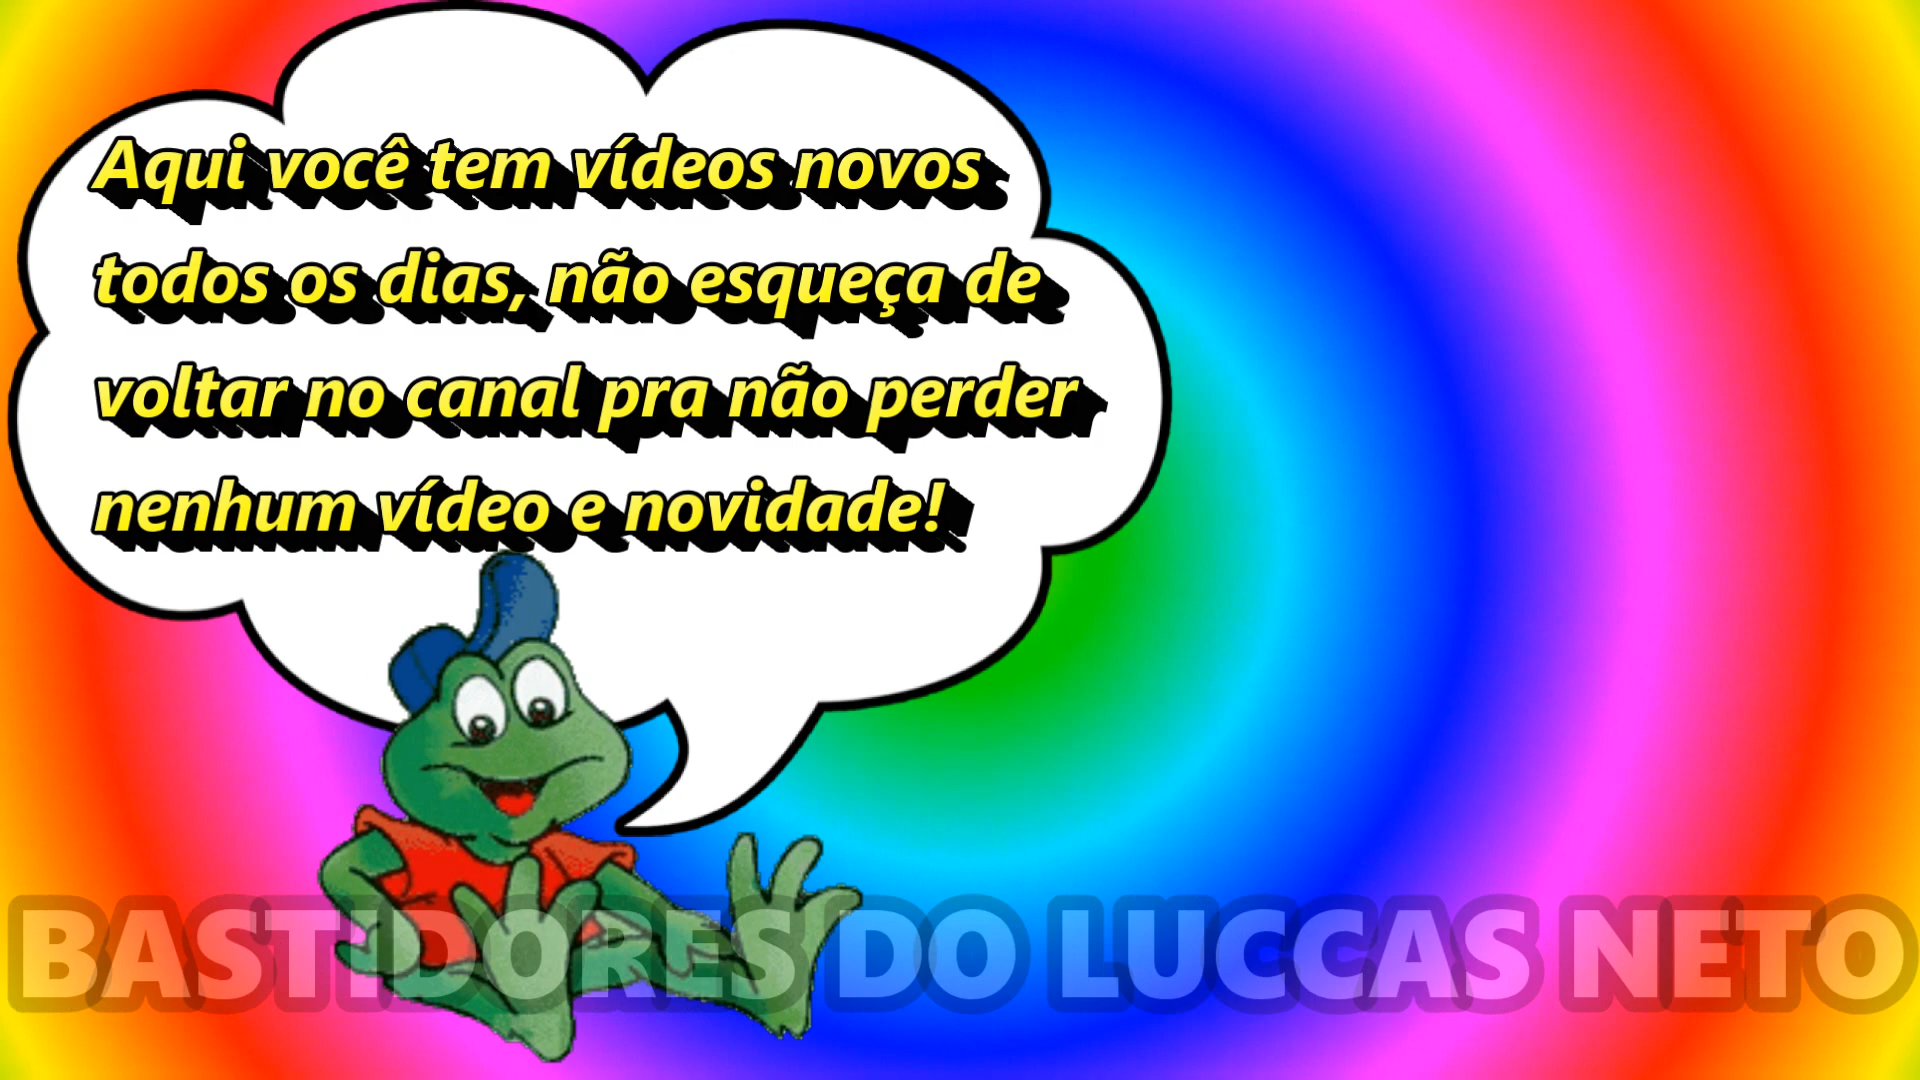 Aqui você tem vídeos novos
todos os dias, não esqueça de
voltar no canal pra não perder
nenhum vídeo e novidade!
BASTIDORES DO LUCCAS NETO